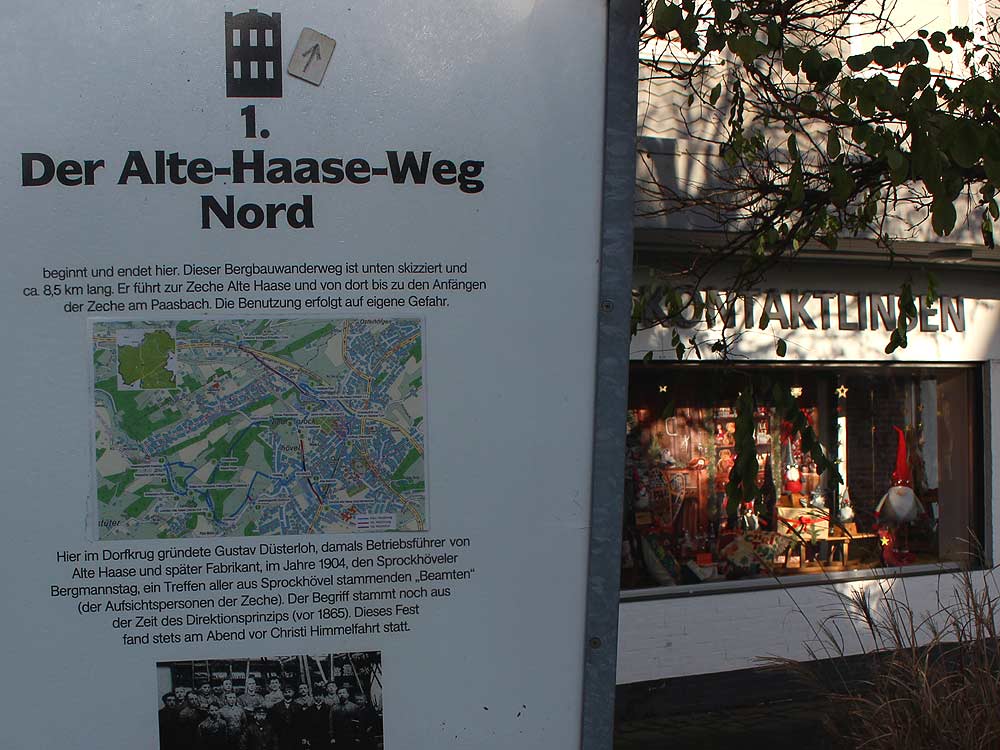 1.
Der Alte-Haase-Weg
Nord
beginnt und endet hier. Dieser Bergbauwanderweg ist unten skizziert und
ca. 8,5 km lang. Er führt zur Zeche Alte Haase und von dort bis zu den Anfängen
der Zeche am Paasbach. Die Benutzung erfolgt auf eigene Gefahr.
Hier im Dorfkrug gründete Gustav Düsterloh, damals Betriebsführer von
Alte Haase und später Fabrikant, im Jahre 1904, den Sprockhöveler
Bergmannstag, ein Treffen aller aus Sprockhövel stammenden „Beamten“
(der Aufsichtspersonen der Zeche). Der Begriff stammt noch aus
der Zeit des Direktionsprinzips (vor 1865). Dieses Fest
fand stets am Abend vor Christi Himmelfahrt statt.
KONTAKTLINSEN